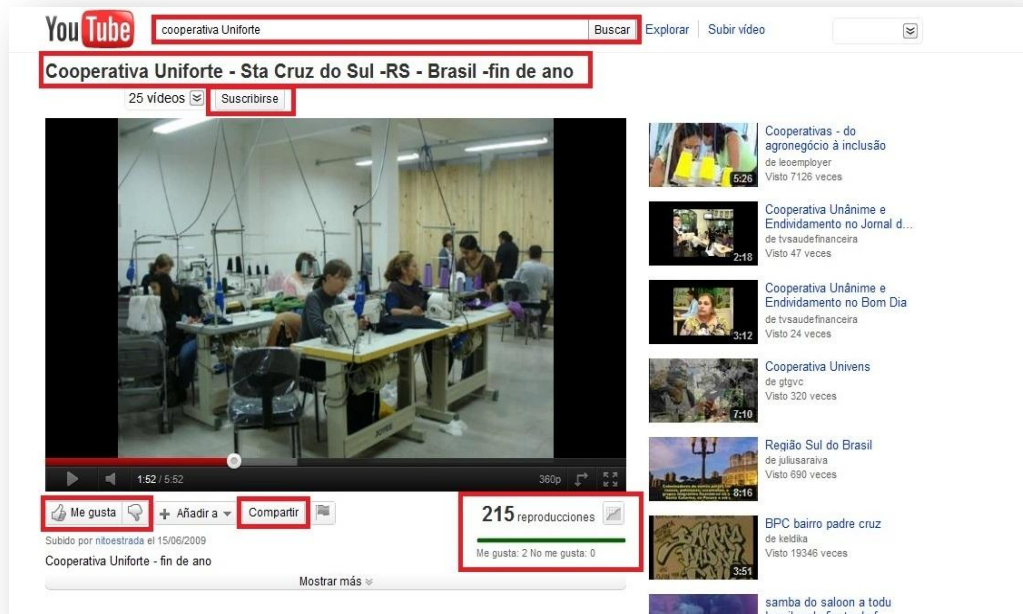 YouTube
cooperativa Uniforte
Buscar
Explorar
Subir vídeo
Cooperativa Uniforte - Sta Cruz do Sul -RS - Brasil -fin de ano
25 vídeos
Suscribirse
1:52 / 5:52
360p
Me gusta
Añadir a
Compartir
215 reproducciones
Me gusta: 2 No me gusta: 0
Subido por nitoestrada el 15/06/2009
Cooperativa Uniforte - fin de ano
Mostrar más
5:26
Cooperativas - do
agronegócio à inclusão
de leoemployer
Visto 7126 veces
2:18
Cooperativa Unânime e
Endividamento no Jornal d...
de tvsaudefinanceira
Visto 47 veces
3:12
Cooperativa Unânime e
Endividamento no Bom Dia
de tvsaudefinanceira
Visto 24 veces
7:10
Cooperativa Univens
de gtgvc
Visto 320 veces
8:16
Região Sul do Brasil
de juliusaraiva
Visto 690 veces
3:51
BPC bairro padre cruz
de keldika
Visto 19346 veces
samba do saloon a todu